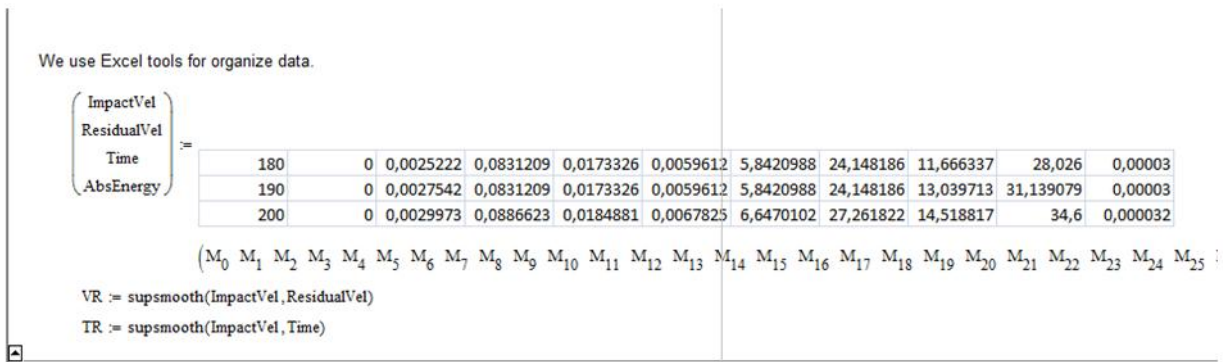 We use Excel tools for organize data.
ImpactVel
ResidualVel
Time
AbsEnergy
:=
180 0 0,0025222 0,0831209 0,0173326 0,0059612 5,8420988 24,148186 11,666337 28,026 0,00003
190 0 0,0027542 0,0831209 0,0173326 0,0059612 5,8420988 24,148186 13,039713 31,139079 0,00003
200 0 0,0029973 0,0886623 0,0184881 0,0067825 6,6470102 27,261822 14,518817 34,6 0,000032
(M0 M1 M2 M3 M4 M5 M6 M7 M8 M9 M10 M11 M12 M13 M14 M15 M16 M17 M18 M19 M20 M21 M22 M23 M24 M25
VR := supsmooth(ImpactVel,ResidualVel)
TR := supsmooth(ImpactVel,Time)